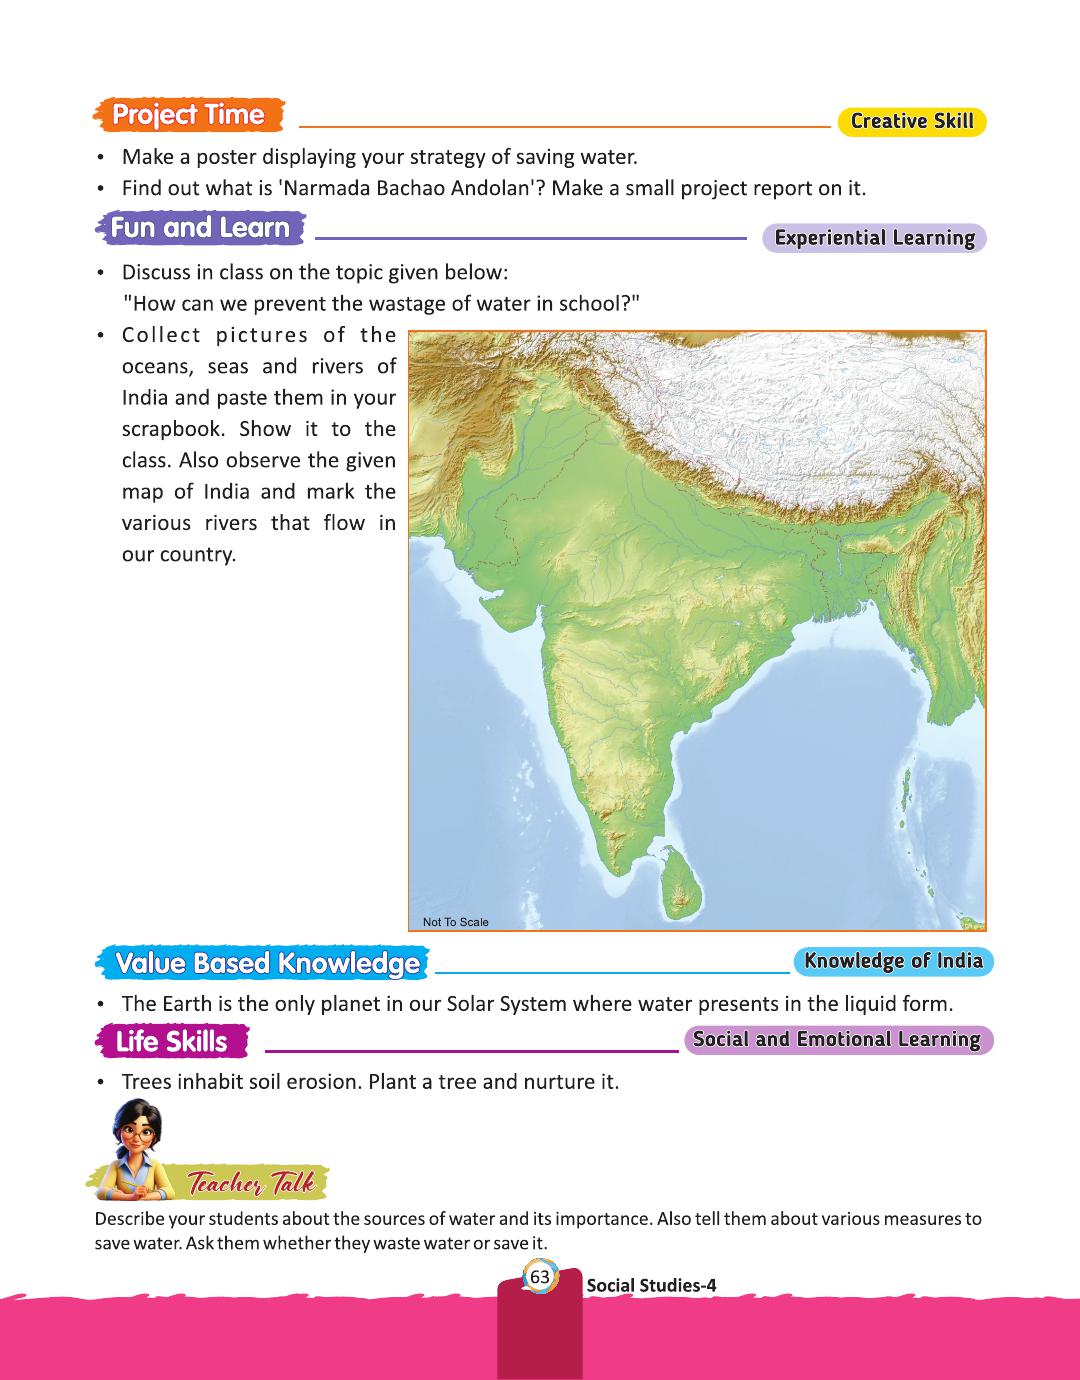 Project Time
Creative Skill
• Make a poster displaying your strategy of saving water.
• Find out what is 'Narmada Bachao Andolan'? Make a small project report on it.
Fun and Learn
Experiential Learning
• Discuss in class on the topic given below:
"How can we prevent the wastage of water in school?"
• Collect pictures of the
oceans, seas and rivers of
India and paste them in your
scrapbook. Show it to the
class. Also observe the given
map of India and mark the
various rivers that flow in
our country.
Not To Scale
Value Based Knowledge
Knowledge of India
• The Earth is the only planet in our Solar System where water presents in the liquid form.
Life Skills
Social and Emotional Learning
• Trees inhabit soil erosion. Plant a tree and nurture it.
Teacher Talk
Describe your students about the sources of water and its importance. Also tell them about various measures to
save water. Ask them whether they waste water or save it.
63
Social Studies-4